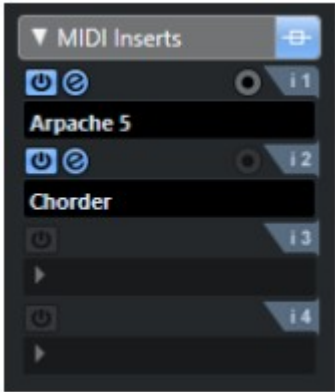 ▼ MIDI Inserts
i 1
Arpache 5
i 2
Chorder
i 3
i 4